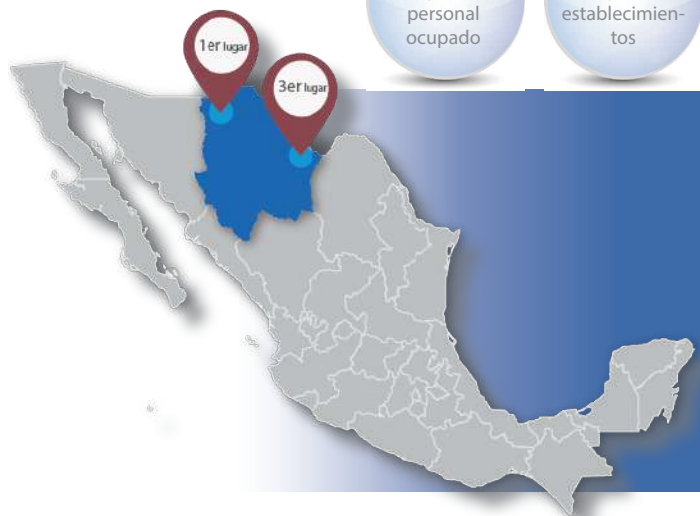 personal
ocupado
establecimien-
tos
1er lugar
3er lugar